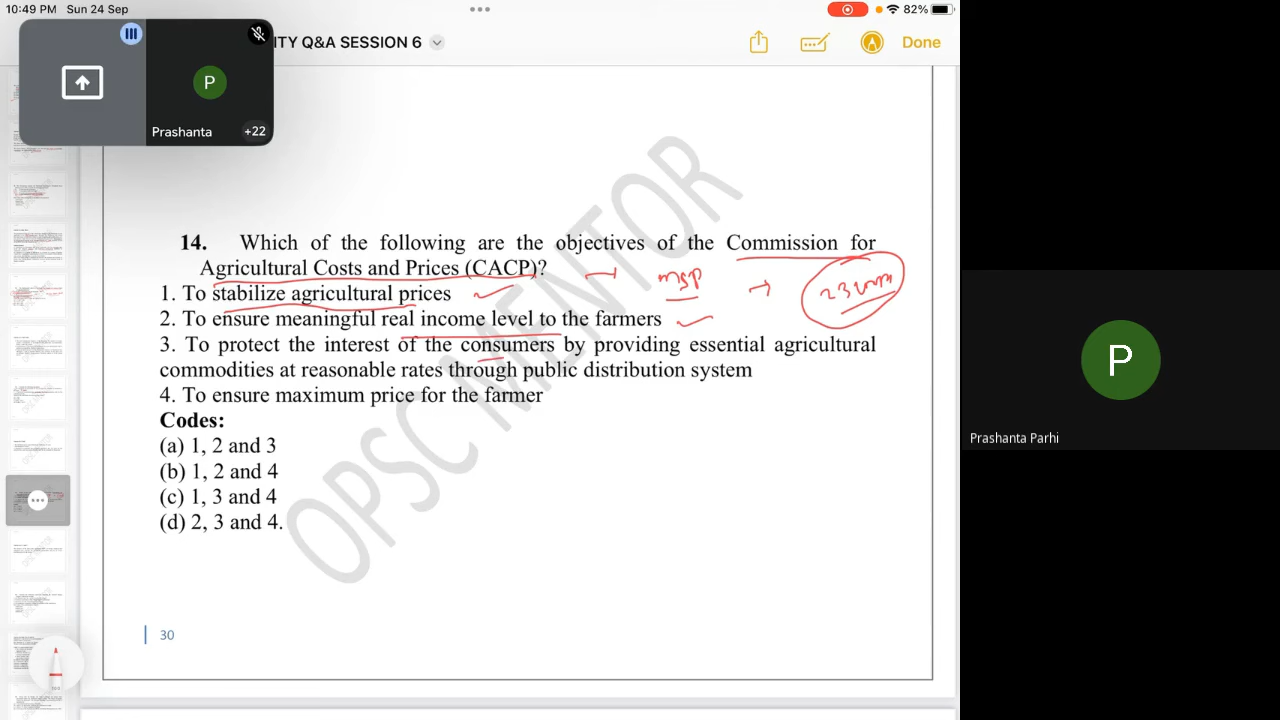 10:49 PM Sun 24 Sep
82%
ITY Q&A SESSION 6
Done
P
Prashanta +22
14. Which of the following are the objectives of the Commission for
Agricultural Costs and Prices (CACP)?
→ MSP → 23
1. To stabilize agricultural prices
2. To ensure meaningful real income level to the farmers
3. To protect the interest of the consumers by providing essential agricultural
commodities at reasonable rates through public distribution system
4. To ensure maximum price for the farmer
Codes:
(a) 1, 2 and 3
(b) 1, 2 and 4
(c) 1, 3 and 4
(d) 2, 3 and 4.
OPSC MENTOR
30
P
Prashanta Parhi